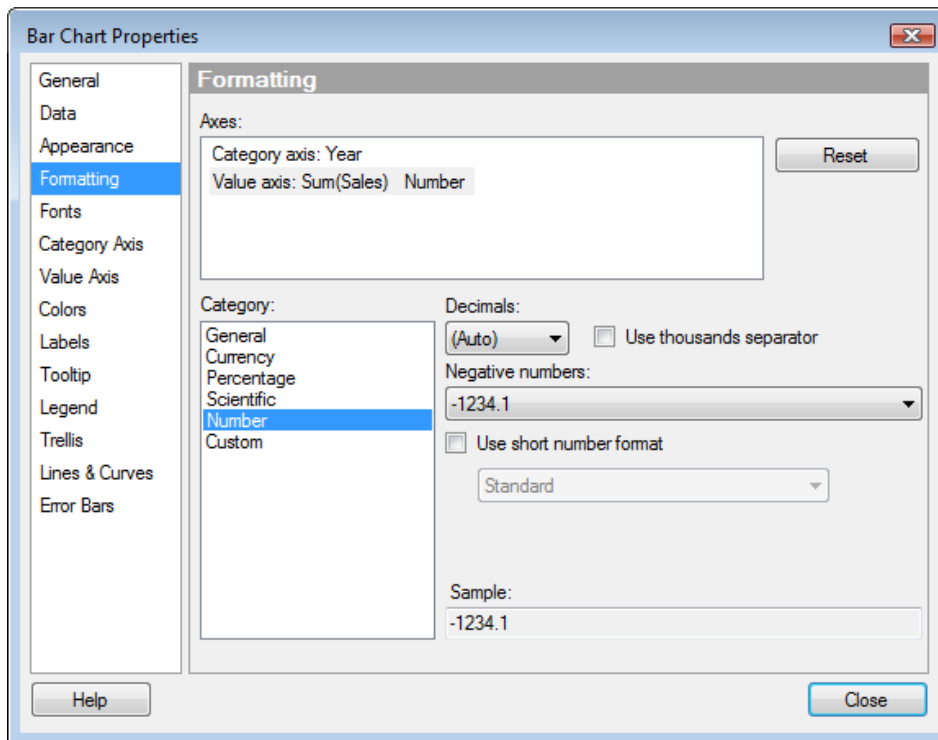 Bar Chart Properties
General
Data
Appearance
Formatting
Fonts
Category Axis
Value Axis
Colors
Labels
Tooltip
Legend
Trellis
Lines & Curves
Error Bars
Formatting
Axes:
Category axis: Year
Value axis: Sum(Sales) Number
Reset
Category:
General
Currency
Percentage
Scientific
Number
Custom
Decimals:
(Auto)
Use thousands separator
Negative numbers:
-1234.1
Use short number format
Standard
Sample:
-1234.1
Help
Close